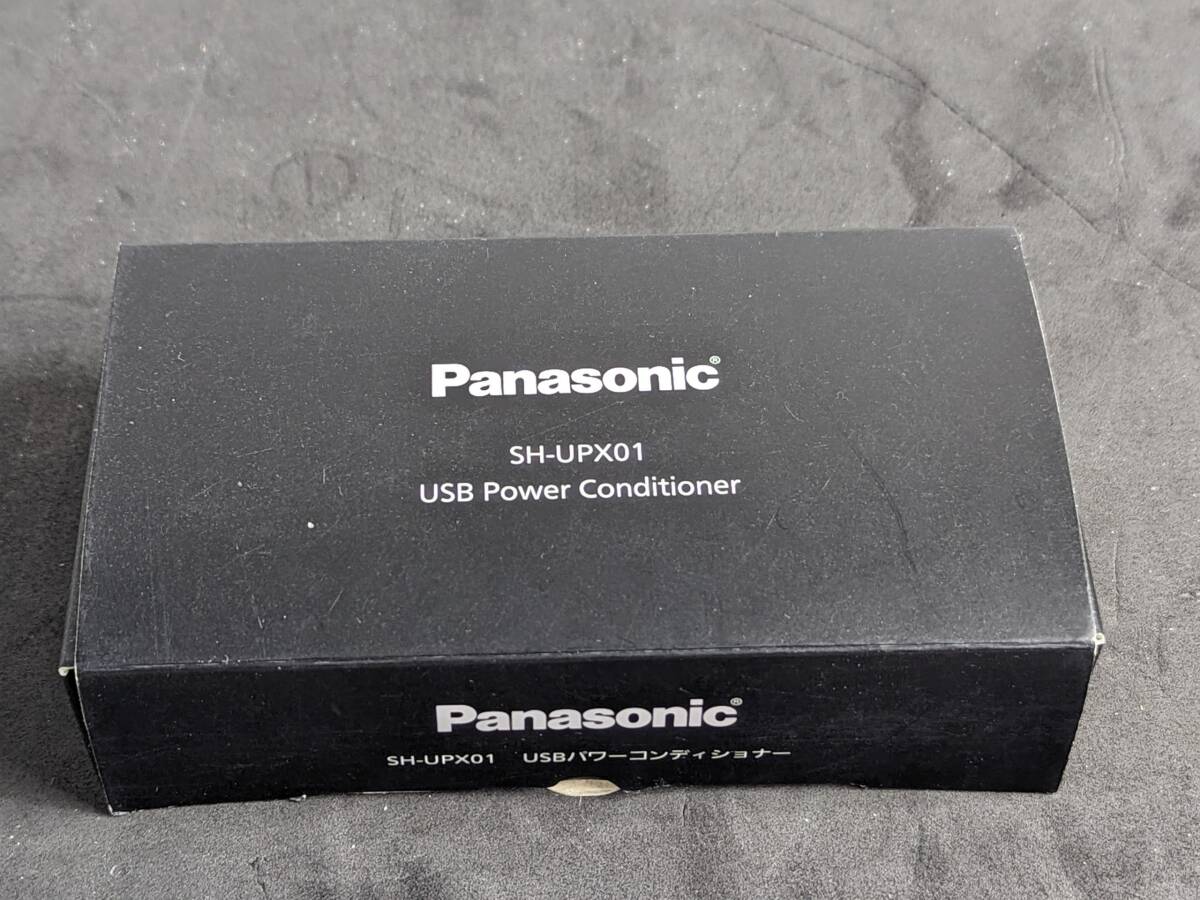 Panasonic®
SH-UPX01
USB Power Conditioner
Panasonic®
SH-UPX01 USBパワーコンディショナー